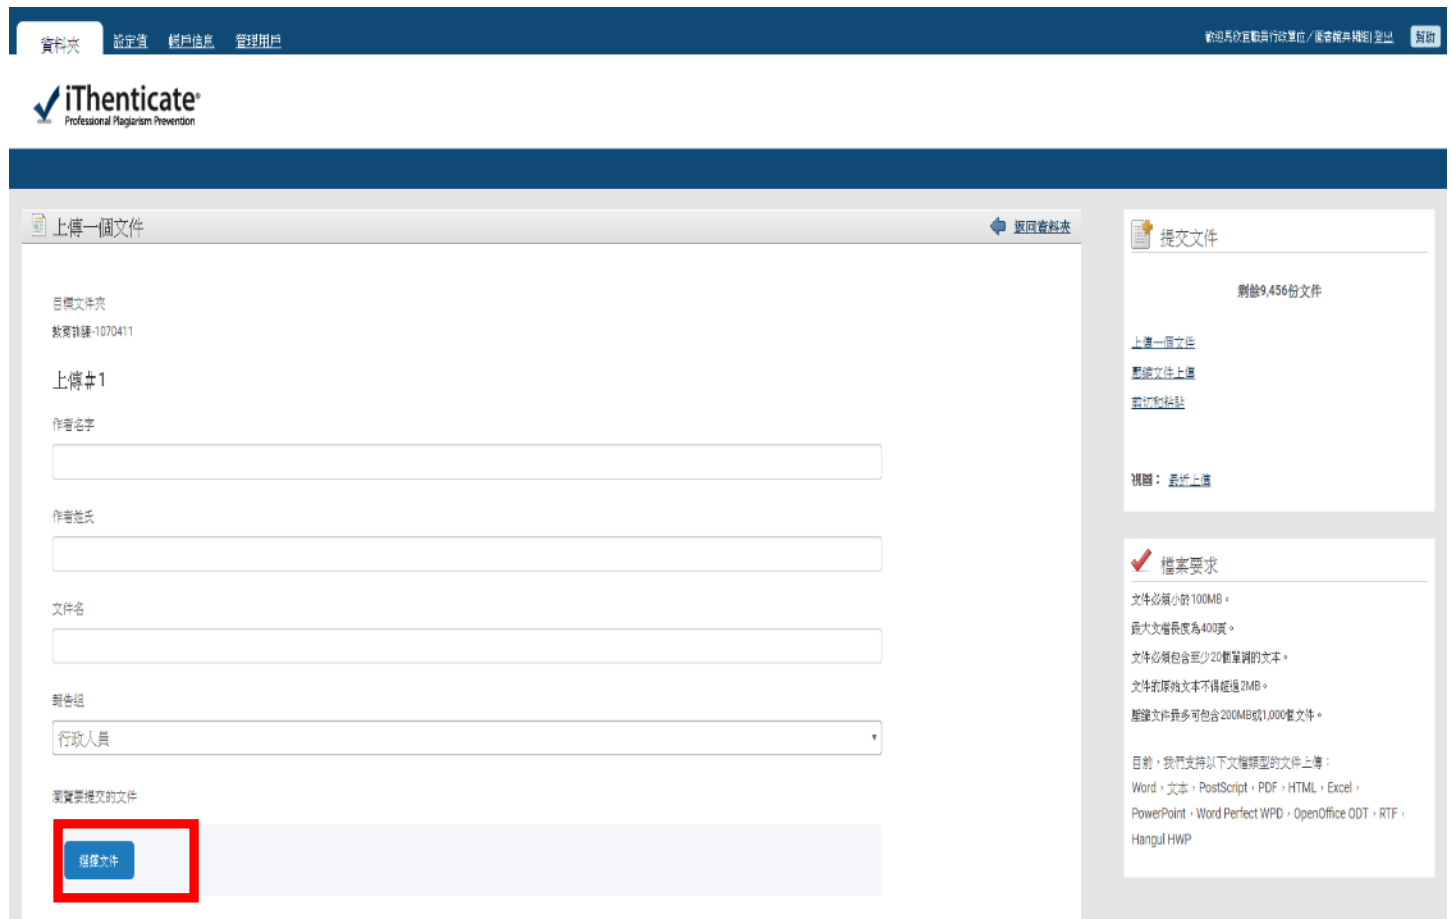 資料夾 設定值 帳戶信息 管理用戶
歡迎馬欣宜職員行政單位/圖書館典閱組| 登出 幫助
iThenticate®
Professional Plagiarism Prevention
上傳一個文件
返回資料夾
目標文件夾
教育訓練-1070411
上傳#1
作者名字
作者姓氏
文件名
報告組
行政人員
瀏覽要提交的文件
選擇文件
提交文件
剩餘9,456份文件
上傳一個文件
壓縮文件上傳
剪切和粘貼
視圖： 最近上傳
檔案要求
文件必須小於100MB。
最大文檔長度為400頁。
文件必須包含至少20個單詞的文本。
文件的原始文本不得超過2MB。
壓縮文件最多可包含200MB或1,000個文件。
目前，我們支持以下文檔類型的文件上傳：
Word，文本，PostScript，PDF，HTML，Excel，
PowerPoint，Word Perfect WPD，OpenOffice ODT，RTF，
Hangul HWP